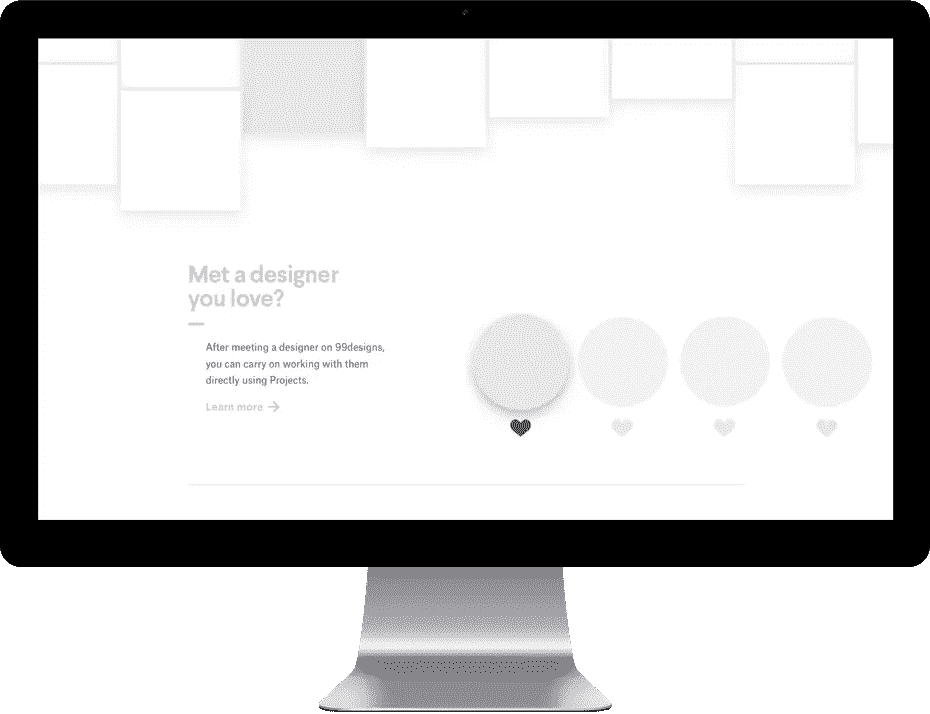 Met a designer
you love?
After meeting a designer on 99designs,
you can carry on working with them
directly using Projects.
Learn more →